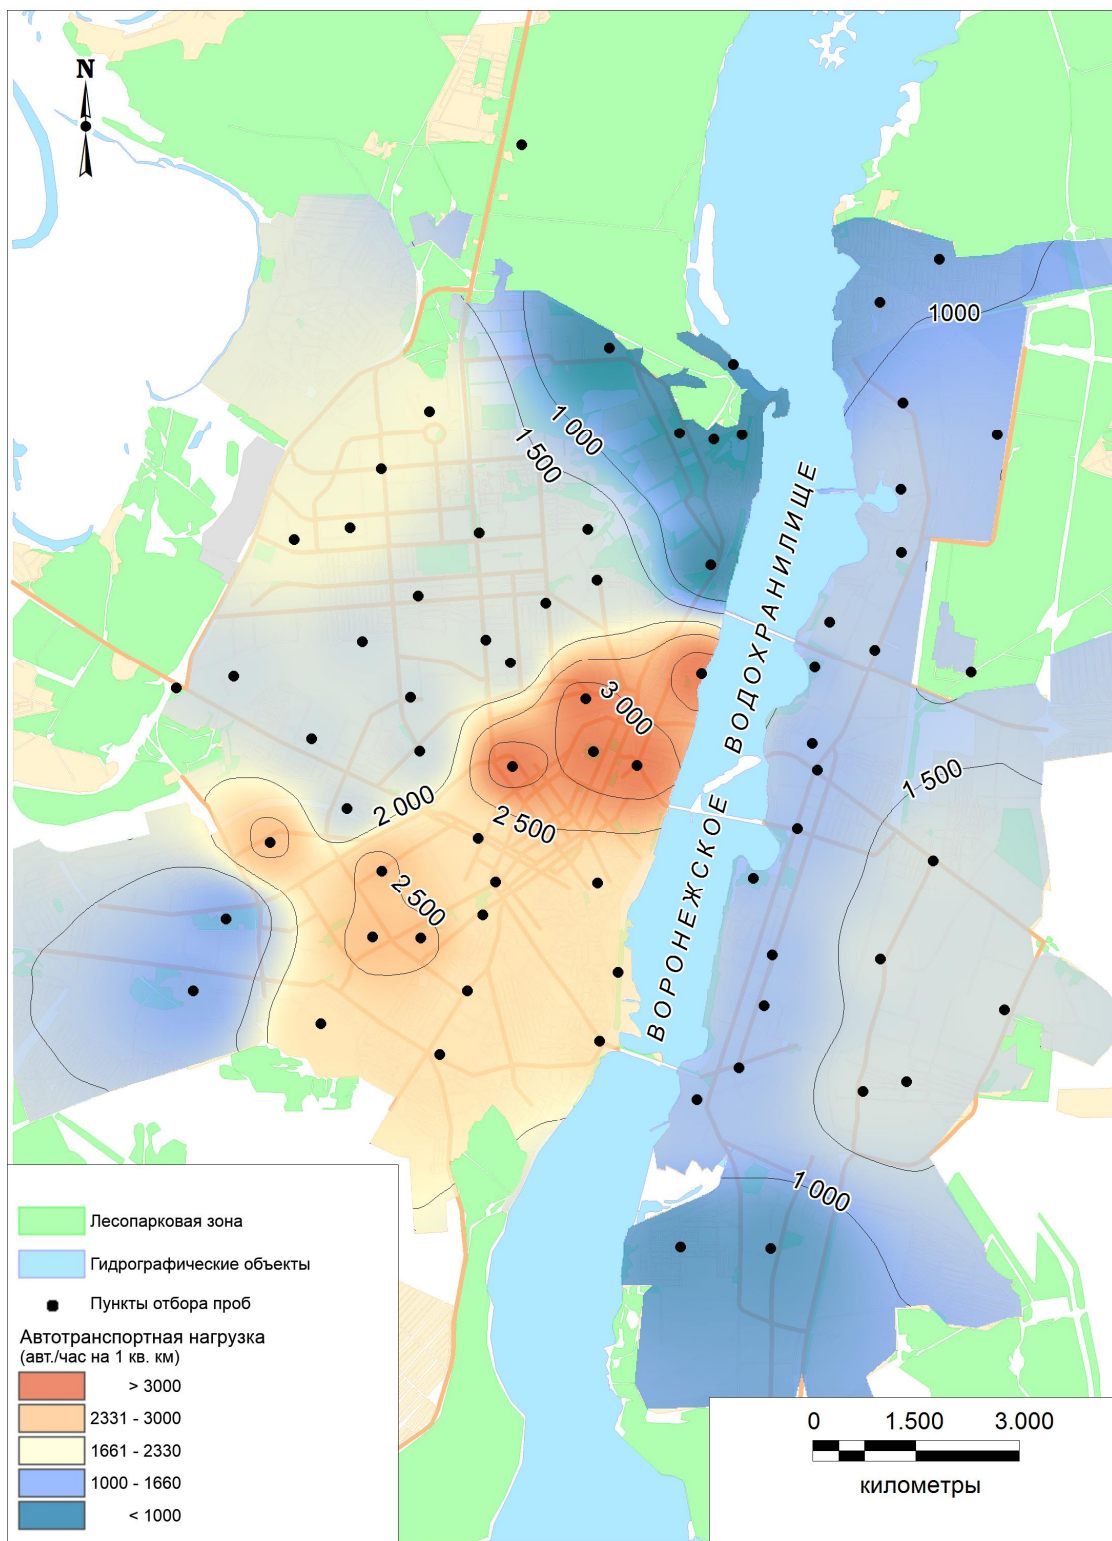 N
1000
1 000
1 500
ВОРОНЕЖСКОЕ ВОДОХРАНИЛИЩЕ
3 000
2 000
2 500
1 500
2 500
1 000
Лесопарковая зона
Гидрографические объекты
Пункты отбора проб
Автотранспортная нагрузка
(авт./час на 1 кв. км)
> 3000
2331 - 3000
1661 - 2330
1000 - 1660
< 1000
0 1.500 3.000
километры